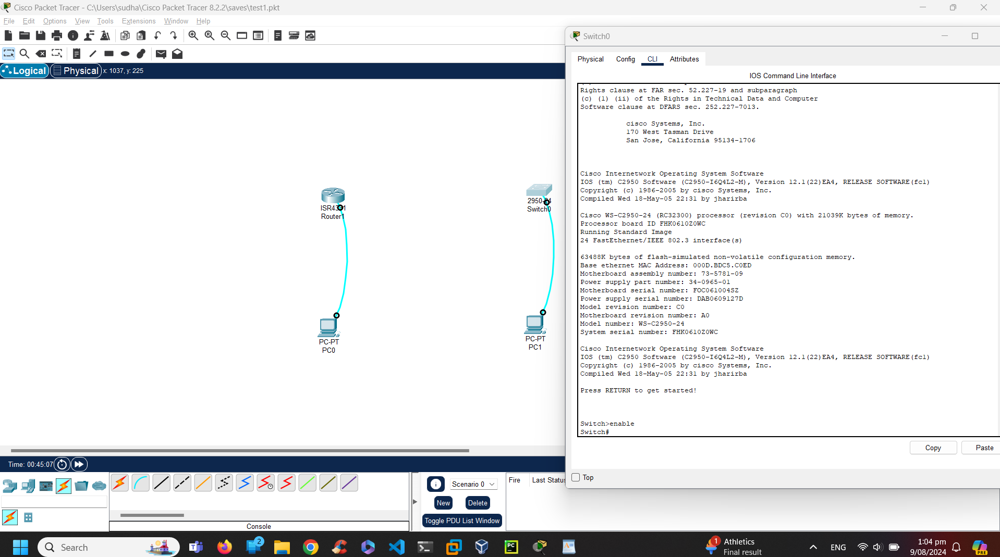 Cisco Packet Tracer - C:\Users\sudha\Cisco Packet Tracer 8.2.2\saves\test1.pkt
File Edit Options View Tools Extensions Window Help
Logical Physical x: 1037, y: 225
ISR4331
Router1
2950-24
Switch0
PC-PT
PC0
PC-PT
PC1
Switch0
Physical Config CLI Attributes
IOS Command Line Interface
Rights clause at FAR sec. 52.227-19 and subparagraph
(c) (1) (ii) of the Rights in Technical Data and Computer
Software clause at DFARS sec. 252.227-7013.
cisco Systems, Inc.
170 West Tasman Drive
San Jose, California 95134-1706
Cisco Internetwork Operating System Software
IOS (tm) C2950 Software (C2950-I6Q4L2-M), Version 12.1(22)EA4, RELEASE SOFTWARE(fc1)
Copyright (c) 1986-2005 by cisco Systems, Inc.
Compiled Wed 18-May-05 22:31 by jharirba
Cisco WS-C2950-24 (RC32300) processor (revision C0) with 21039K bytes of memory.
Processor board ID FHK0610Z0WC
Running Standard Image
24 FastEthernet/IEEE 802.3 interface(s)
63488K bytes of flash-simulated non-volatile configuration memory.
Base ethernet MAC Address: 000D.BDC5.C0ED
Motherboard assembly number: 73-5781-09
Power supply part number: 34-0965-01
Motherboard serial number: FOC061004SZ
Power supply serial number: DAB0609127D
Model revision number: C0
Motherboard revision number: A0
Model number: WS-C2950-24
System serial number: FHK0610Z0WC
Cisco Internetwork Operating System Software
IOS (tm) C2950 Software (C2950-I6Q4L2-M), Version 12.1(22)EA4, RELEASE SOFTWARE(fc1)
Copyright (c) 1986-2005 by cisco Systems, Inc.
Compiled Wed 18-May-05 22:31 by jharirba
Press RETURN to get started!
Switch>enable
Switch#
Copy Paste
Top
Time: 00:45:07
Scenario 0
New Delete
Toggle PDU List Window
Fire Last Status
Console
Search
2
PC
1
Athletics
Final result
ENG
1:04 pm
9/08/2024
PRE